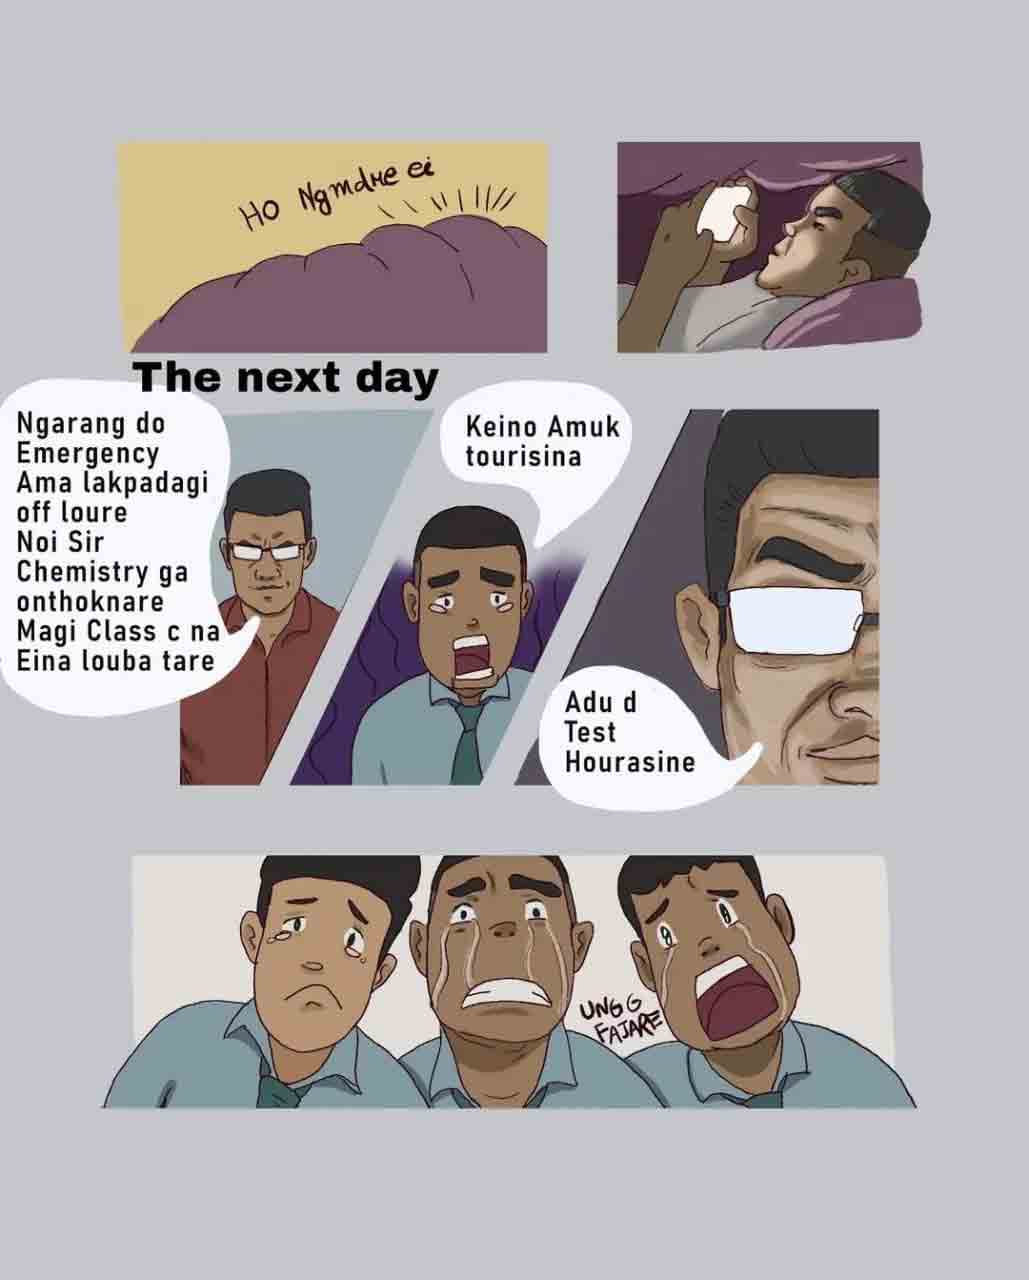 HO Ngmdre ei
The next day
Ngarang do
Emergency
Ama lakpadagi
off loure
Noi Sir
Chemistry ga
onthoknare
Magi Class c na
Eina louba tare
Keino Amuk
tourisina
Adu d
Test
Hourasine
UNGG
FAJARE